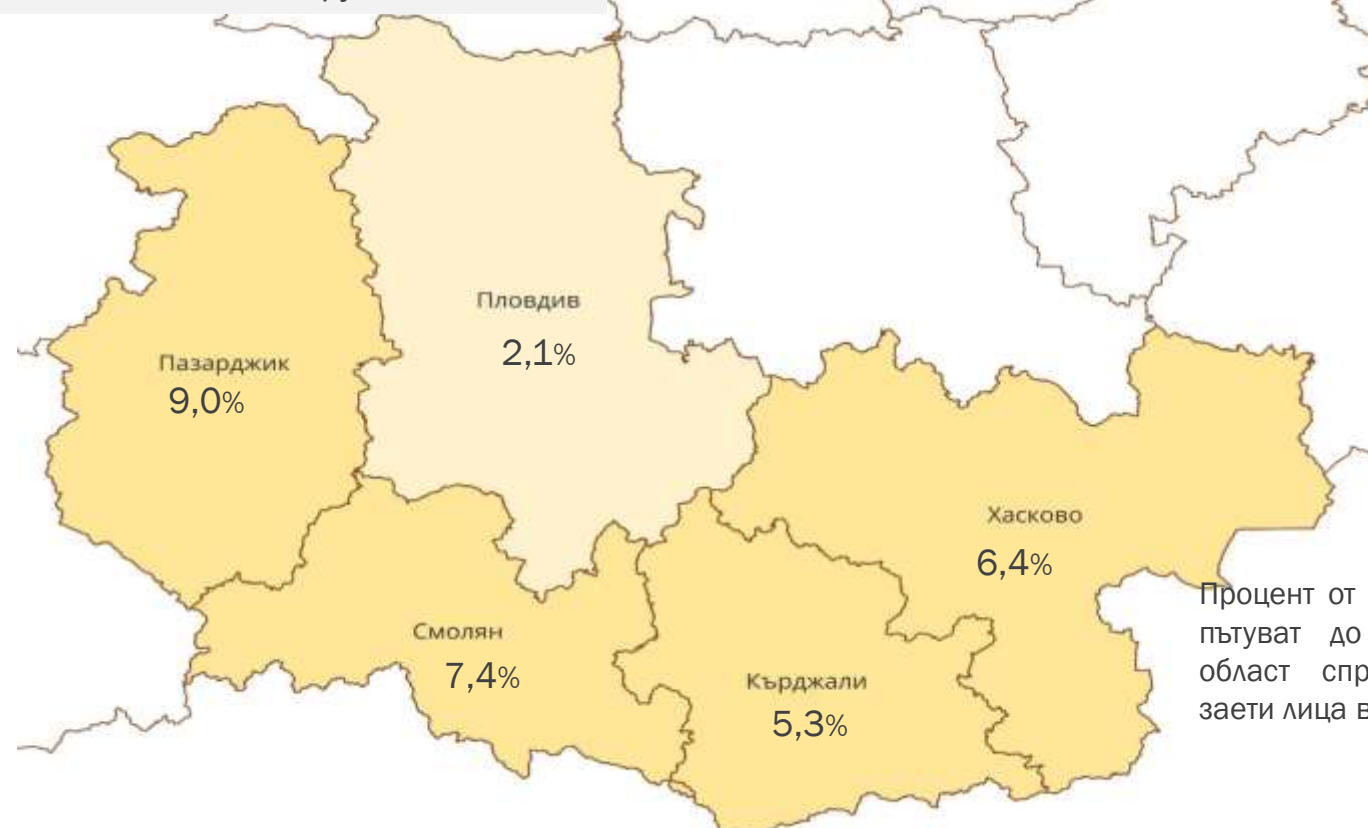 Пловдив
2,1%
Пазарджик
9,0%
Хасково
6,4%
Процент от
пътуват до
област
заети лица
Смолян
7,4%
Кърджали
5,3%